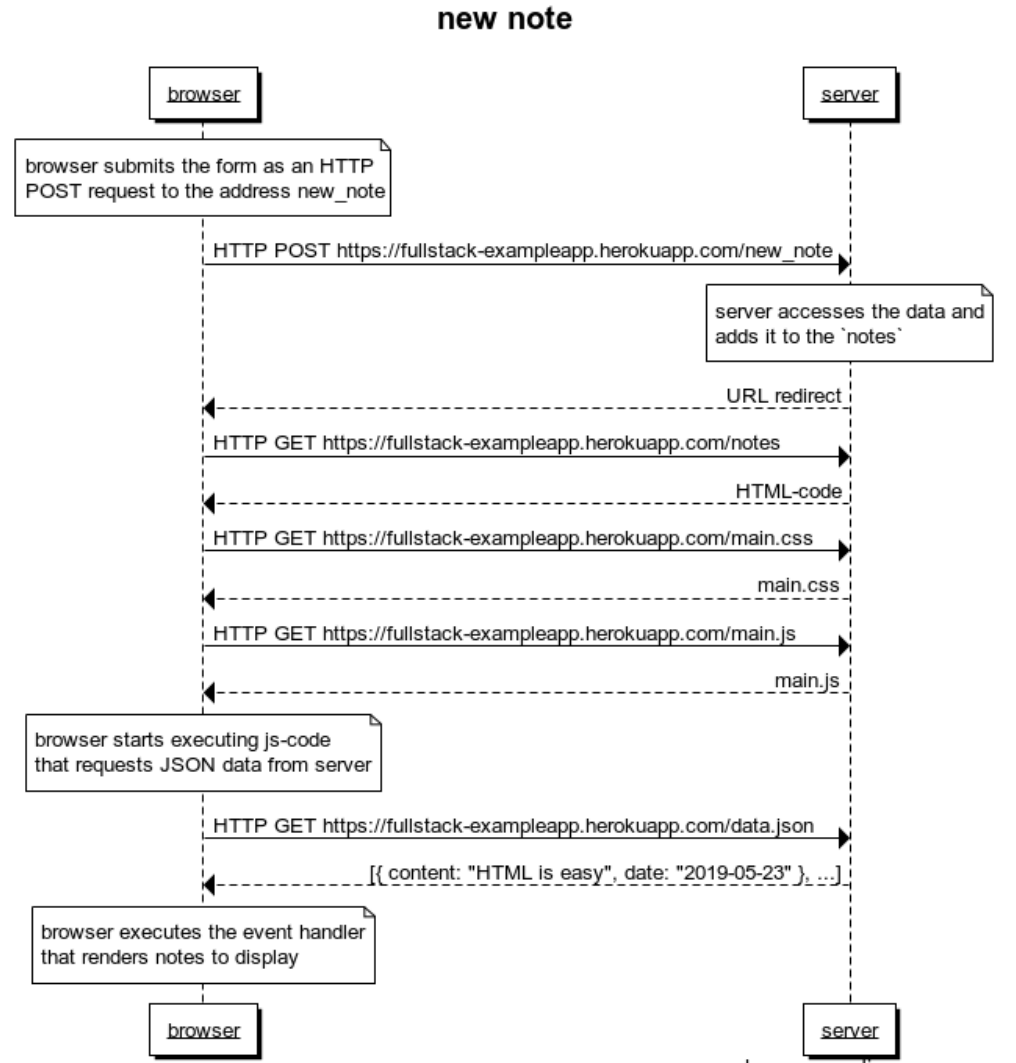 new note
browser
server
browser submits the form as an HTTP
POST request to the address new_note
HTTP POST https://fullstack-exampleapp.herokuapp.com/new_note
server accesses the data and
adds it to the `notes`
URL redirect
HTTP GET https://fullstack-exampleapp.herokuapp.com/notes
HTML-code
HTTP GET https://fullstack-exampleapp.herokuapp.com/main.css
main.css
HTTP GET https://fullstack-exampleapp.herokuapp.com/main.js
main.js
browser starts executing js-code
that requests JSON data from server
HTTP GET https://fullstack-exampleapp.herokuapp.com/data.json
[{ content: "HTML is easy", date: "2019-05-23" }, ...]
browser executes the event handler
that renders notes to display
browser
server